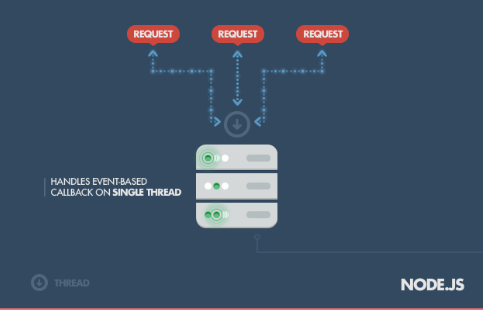 REQUEST REQUEST REQUEST
HANDLES EVENT-BASED
CALLBACK ON SINGLE THREAD
THREAD
NODE.JS